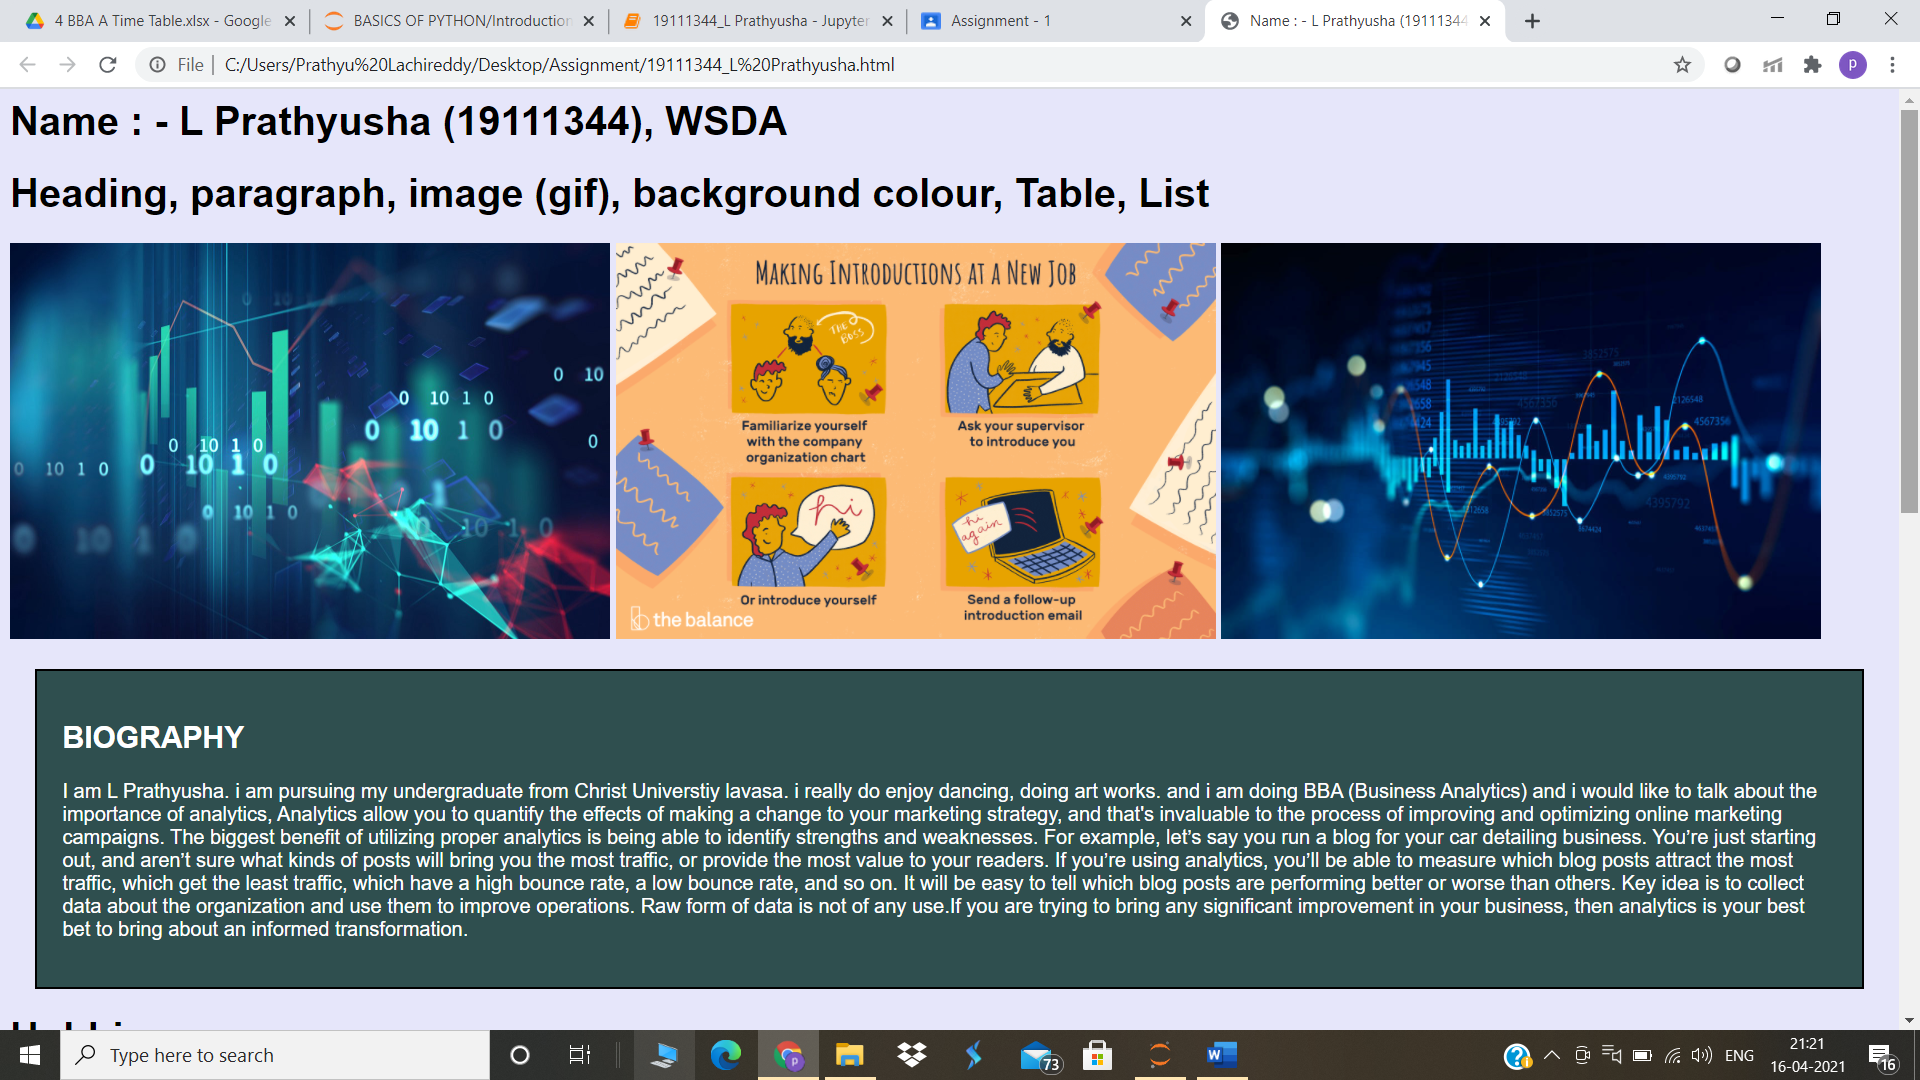 4 BBA A Time Table.xlsx - Google
BASICS OF PYTHON/Introduction
19111344_L Prathyusha - Jupyter
Assignment - 1
Name : - L Prathyusha (19111344
File
C:/Users/Prathyu%20Lachireddy/Desktop/Assignment/19111344_L%20Prathyusha.html
P
Name : - L Prathyusha (19111344), WSDA
Heading, paragraph, image (gif), background colour, Table, List
0 10
0 10 1 0
0 10 1 0
0
0 10 1 0
0 10 1 0
0 10 1 0
0 10 1 0
0 10 1 0
MAKING INTRODUCTIONS AT A NEW JOB
THE BOSS
Familiarize yourself
with the company
organization chart
Ask your supervisor
to introduce you
hi
hi again
Or introduce yourself
Send a follow-up
introduction email
b the balance
3852575
2126548
4567356
4567356
4395792
BIOGRAPHY
I am L Prathyusha. i am pursuing my undergraduate from Christ Universtiy lavasa. i really do enjoy dancing, doing art works. and i am doing BBA (Business Analytics) and i would like to talk about the
importance of analytics, Analytics allow you to quantify the effects of making a change to your marketing strategy, and that's invaluable to the process of improving and optimizing online marketing
campaigns. The biggest benefit of utilizing proper analytics is being able to identify strengths and weaknesses. For example, let’s say you run a blog for your car detailing business. You’re just starting
out, and aren’t sure what kinds of posts will bring you the most traffic, or provide the most value to your readers. If you’re using analytics, you’ll be able to measure which blog posts attract the most
traffic, which get the least traffic, which have a high bounce rate, a low bounce rate, and so on. It will be easy to tell which blog posts are performing better or worse than others. Key idea is to collect
data about the organization and use them to improve operations. Raw form of data is not of any use.If you are trying to bring any significant improvement in your business, then analytics is your best
bet to bring about an informed transformation.
Type here to search
73
ENG
21:21
16-04-2021
16